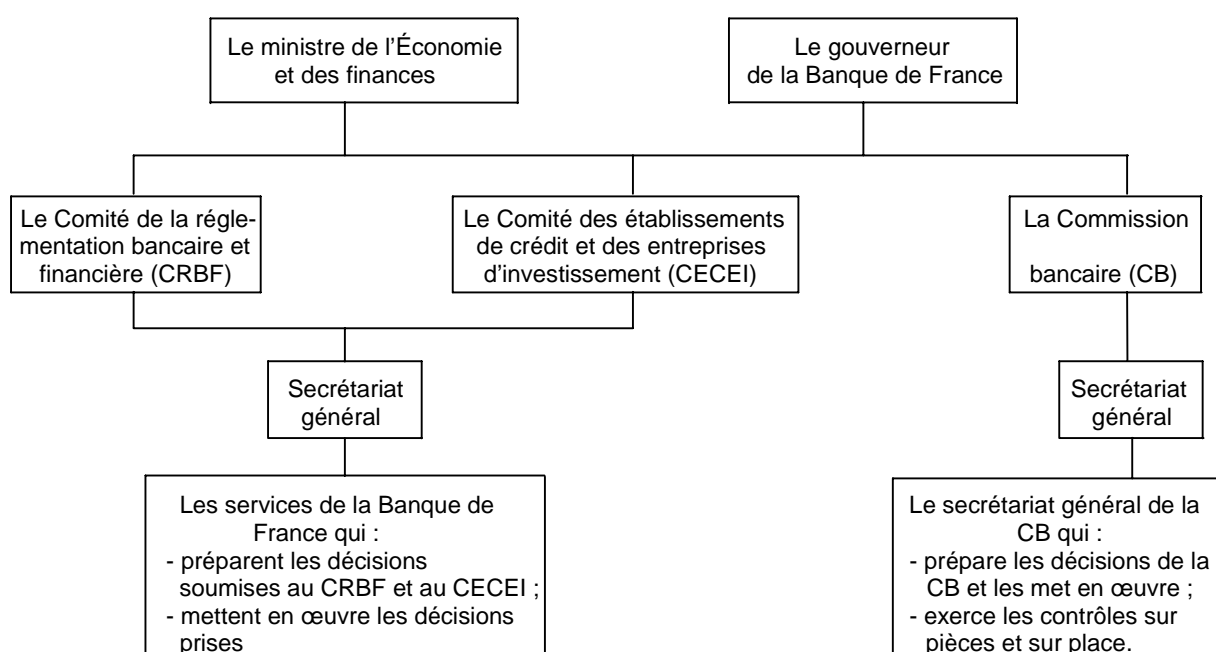 Le ministre de l’Économie
et des finances
Le gouverneur
de la Banque de France
Le Comité de la régle-
mentation bancaire et
financière (CRBF)
Le Comité des établissements
de crédit et des entreprises
d’investissement (CECEI)
La Commission
bancaire (CB)
Secrétariat
général
Secrétariat
général
Les services de la Banque de
France qui :
- préparent les décisions
soumises au CRBF et au CECEI ;
- mettent en œuvre les décisions
prises
Le secrétariat général de la
CB qui :
- prépare les décisions de la
CB et les met en œuvre ;
- exerce les contrôles sur
pièces et sur place.